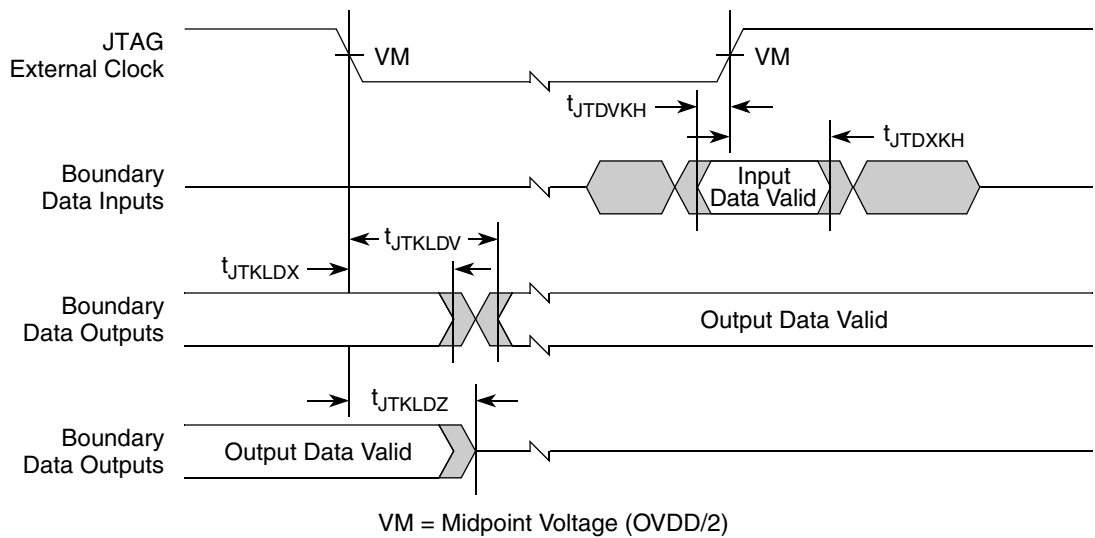 JTAG
External Clock
VM
VM
tJTDVKH
tJTDXKH
Boundary
Data Inputs
Input
Data Valid
tJTKLDV
tJTKLDX
Boundary
Data Outputs
Output Data Valid
tJTKLDZ
Boundary
Data Outputs
Output Data Valid
VM = Midpoint Voltage (OVDD/2)